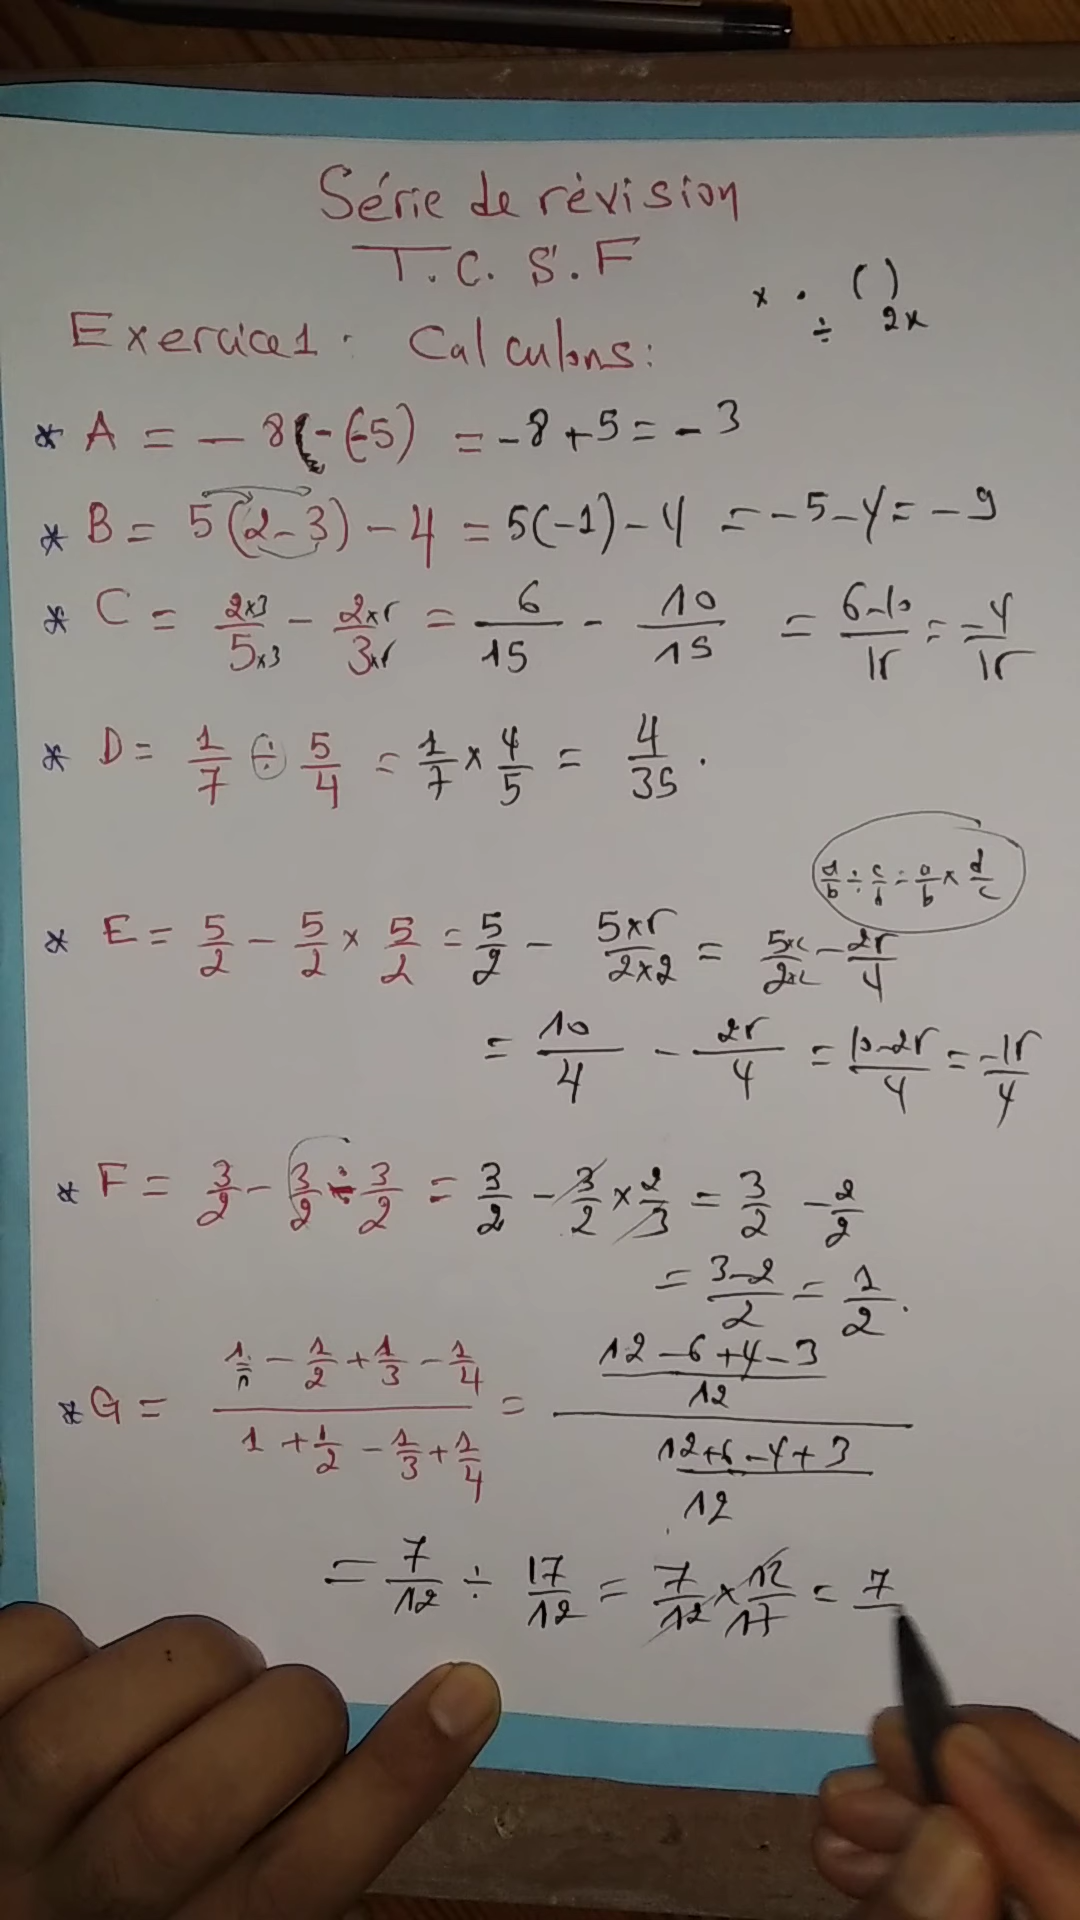 Série de révision
T.C. S.F
× . ( )
÷ 2x
Exercice1 : Calculons:
* A = - 8 - (-5) = -8 + 5 = - 3
* B = 5(2-3) - 4 = 5(-1) - 4 = -5-4 = -9
* C = 2×3/5×3 - 2×5/3×5 = 6/15 - 10/15 = 6-10/15 = -4/15
* D = 1/7 ÷ 5/4 = 1/7 × 4/5 = 4/35 .
a/b ÷ c/d = a/b × d/c
* E = 5/2 - 5/2 × 5/2 = 5/2 - 5×5/2×2 = 5×2/2×2 - 25/4
= 10/4 - 25/4 = 10-25/4 = -15/4
* F = 3/2 - 3/2 ÷ 3/2 = 3/2 - 3/2 × 2/3 = 3/2 - 2/2
= 3-2/2 = 1/2 .
* G = (1/1 - 1/2 + 1/3 - 1/4)/(1 + 1/2 - 1/3 + 1/4) = (12-6+4-3/12)/(12+6-4+3/12)
= 7/12 ÷ 17/12 = 7/12 × 12/17 = 7/